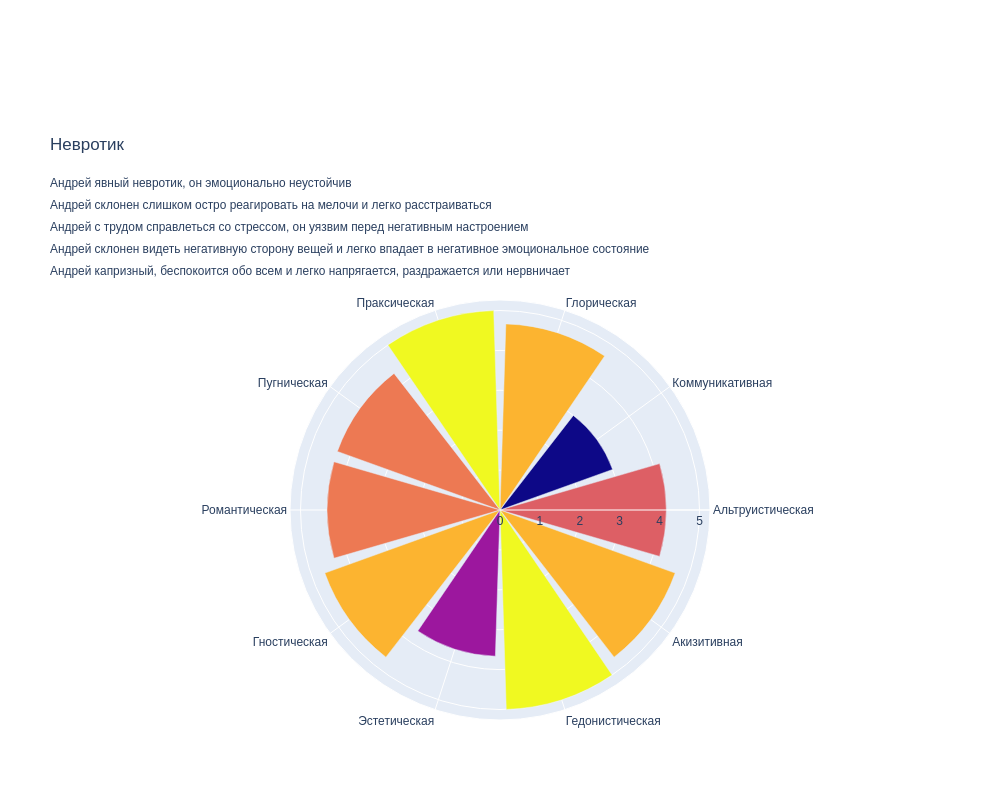 Невротик
Андрей явный невротик, он эмоционально неустойчив
Андрей склонен слишком остро реагировать на мелочи и легко расстраиваться
Андрей с трудом справлеться со стрессом, он уязвим перед негативным настроением
Андрей склонен видеть негативную сторону вещей и легко впадает в негативное эмоциональное состояние
Андрей капризный, беспокоится обо всем и легко напрягается, раздражается или нервничает
Праксическая
Глорическая
Пугническая
Коммуникативная
Романтическая
Альтруистическая
0 1 2 3 4 5
Гностическая
Акизитивная
Эстетическая
Гедонистическая